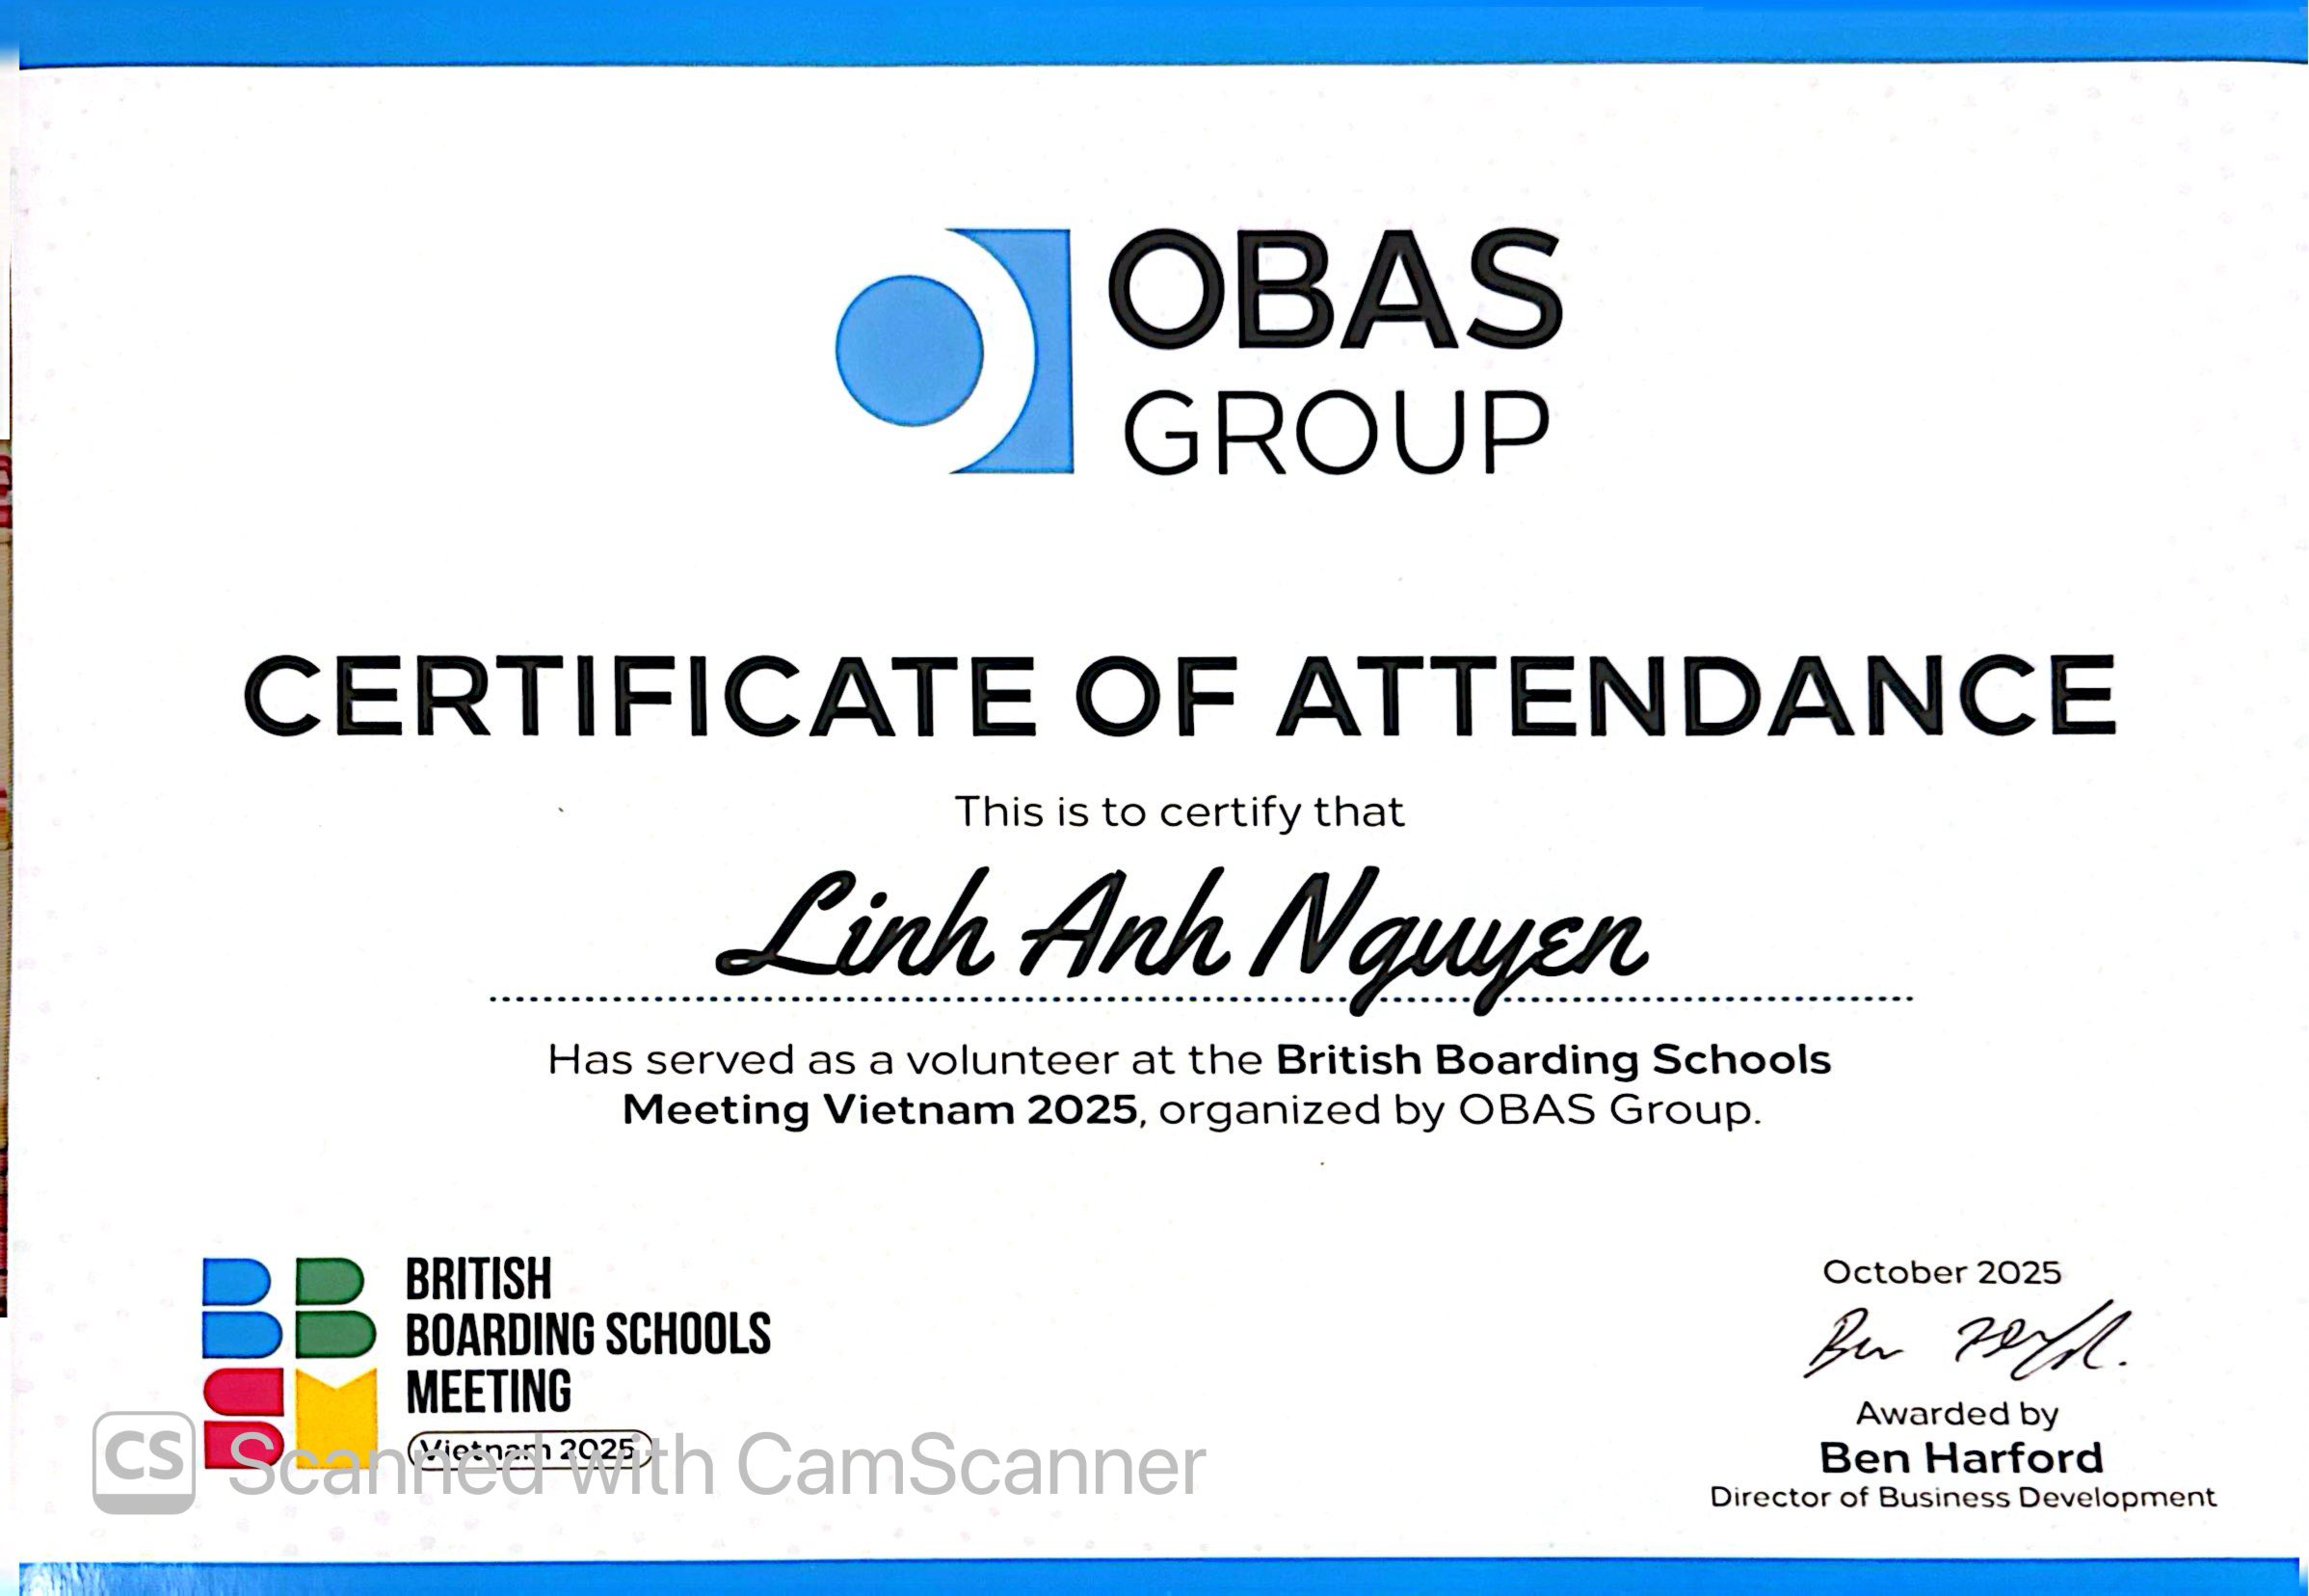 OBAS
GROUP
CERTIFICATE OF ATTENDANCE
This is to certify that
Linh Anh Nguyen
Has served as a volunteer at the British Boarding Schools
Meeting Vietnam 2025, organized by OBAS Group.
BRITISH
BOARDING SCHOOLS
MEETING
Vietnam 2025
October 2025
Awarded by
Ben Harford
Director of Business Development
CS Scanned with CamScanner